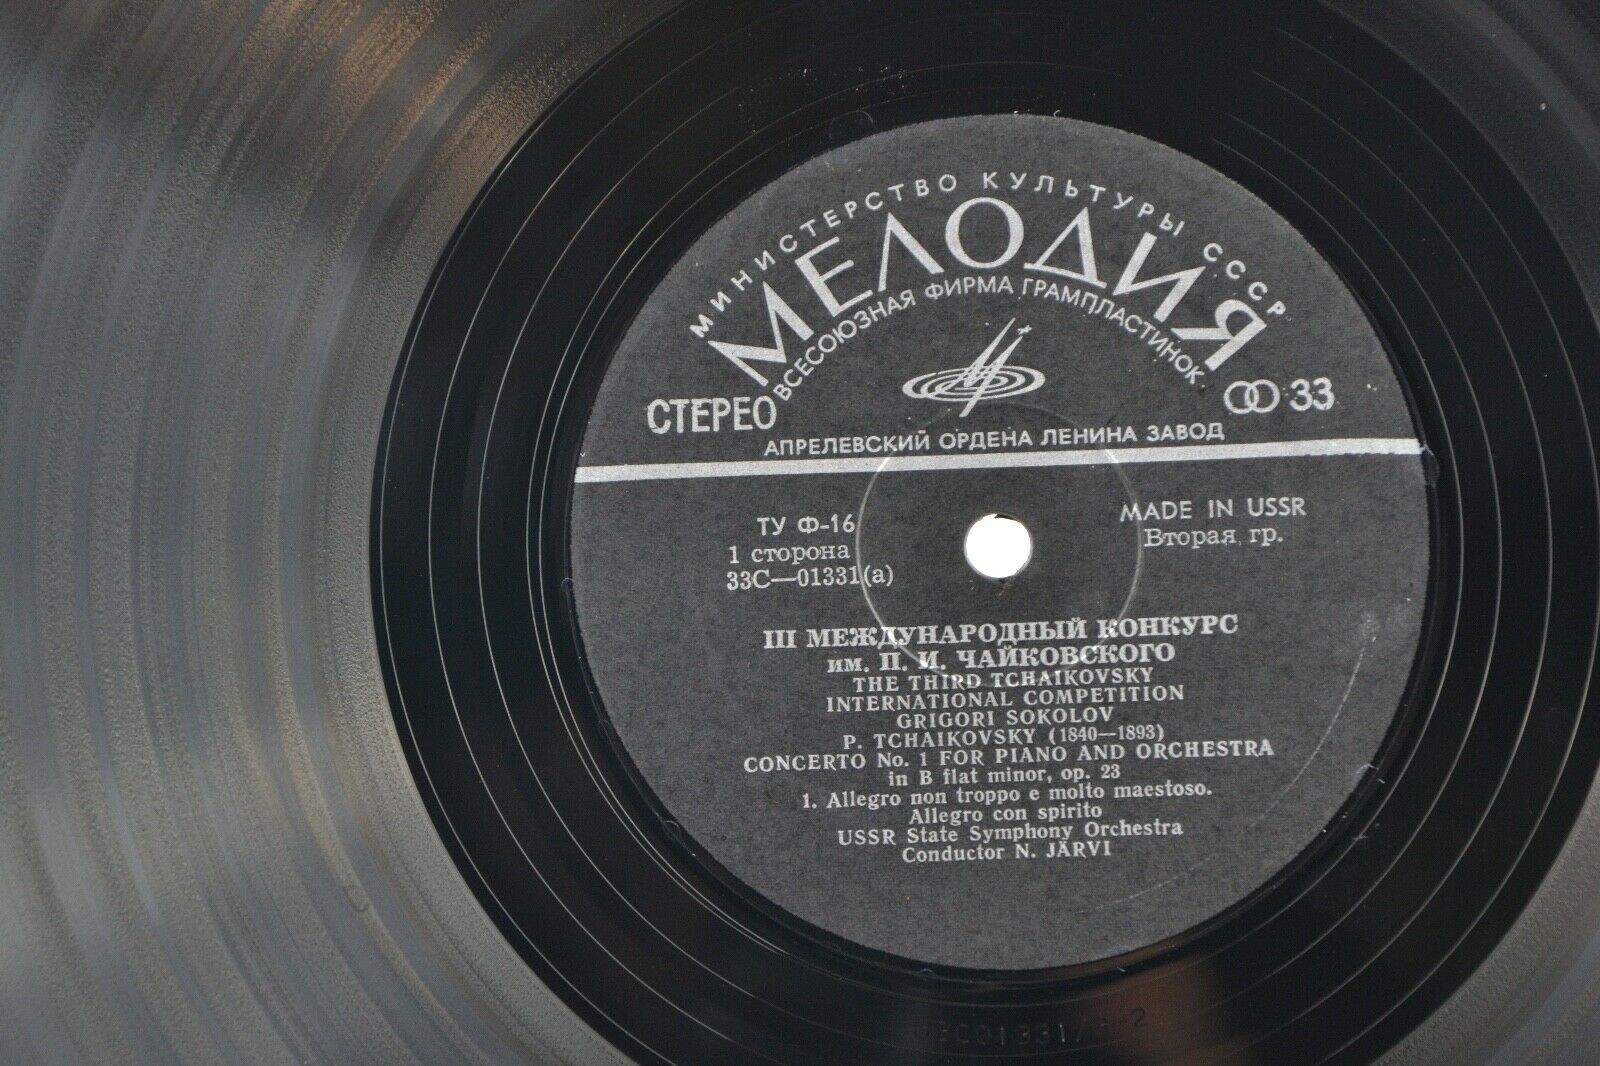 МИНИСТЕРСТВО КУЛЬТУРЫ СССР
МЕЛОДИЯ
ВСЕСОЮЗНАЯ ФИРМА ГРАМПЛАСТИНОК
СТЕРЕО
33
АПРЕЛЕВСКИЙ ОРДЕНА ЛЕНИНА ЗАВОД
ТУ Ф-16
MADE IN USSR
1 сторона
Вторая гр.
33С—01331(а)
III МЕЖДУНАРОДНЫЙ КОНКУРС
им. П. И. ЧАЙКОВСКОГО
THE THIRD TCHAIKOVSKY
INTERNATIONAL COMPETITION
GRIGORI SOKOLOV
P. TCHAIKOVSKY (1840—1893)
CONCERTO No. 1 FOR PIANO AND ORCHESTRA
in B flat minor, op. 23
1. Allegro non troppo e molto maestoso.
Allegro con spirito
USSR State Symphony Orchestra
Conductor N. JÄRVI